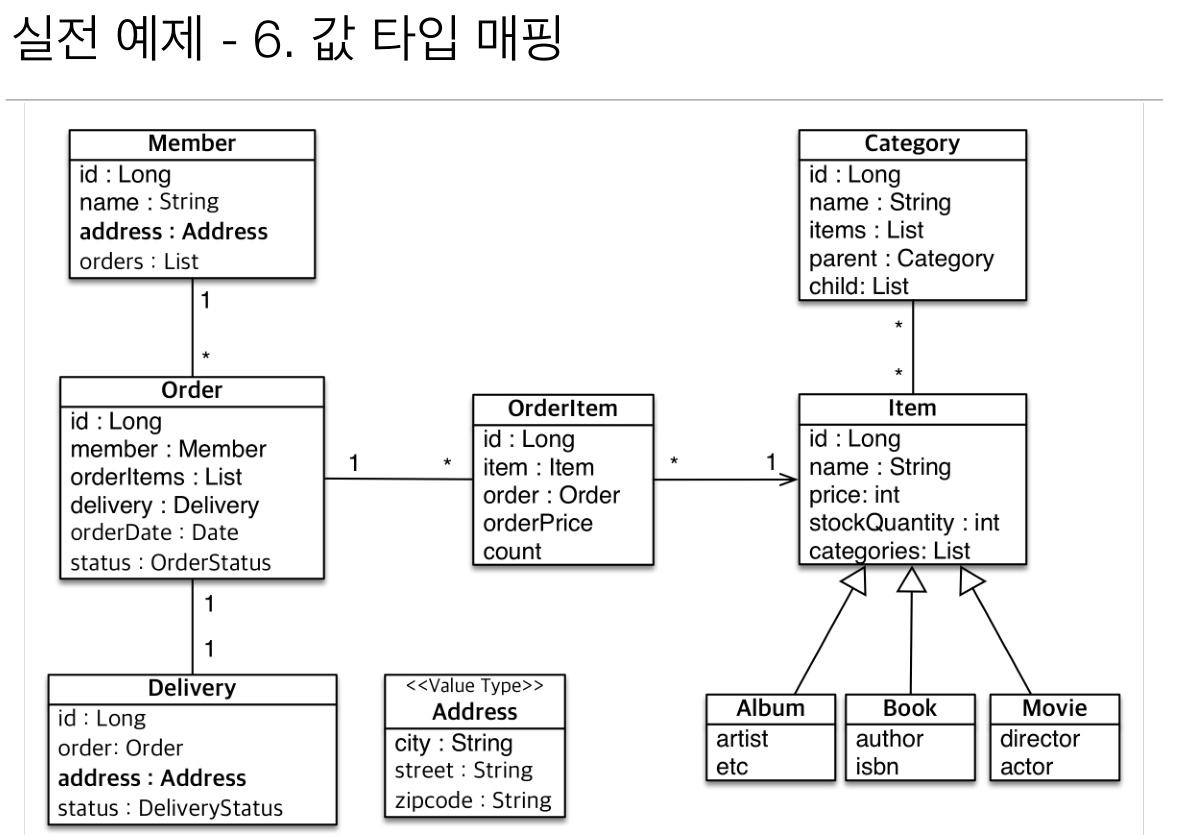 실전 예제 - 6. 값 타입 매핑
Member
id : Long
name : String
address : Address
orders : List
1
*
Order
id : Long
member : Member
orderItems : List
delivery : Delivery
orderDate : Date
status : OrderStatus
1
*
OrderItem
id : Long
item : Item
order : Order
orderPrice
count
*
1
Category
id : Long
name : String
items : List
parent : Category
child: List
*
*
Item
id : Long
name : String
price: int
stockQuantity : int
categories: List
1
1
Delivery
id : Long
order: Order
address : Address
status : DeliveryStatus
<<Value Type>>
Address
city : String
street : String
zipcode : String
Album
artist
etc
Book
author
isbn
Movie
director
actor